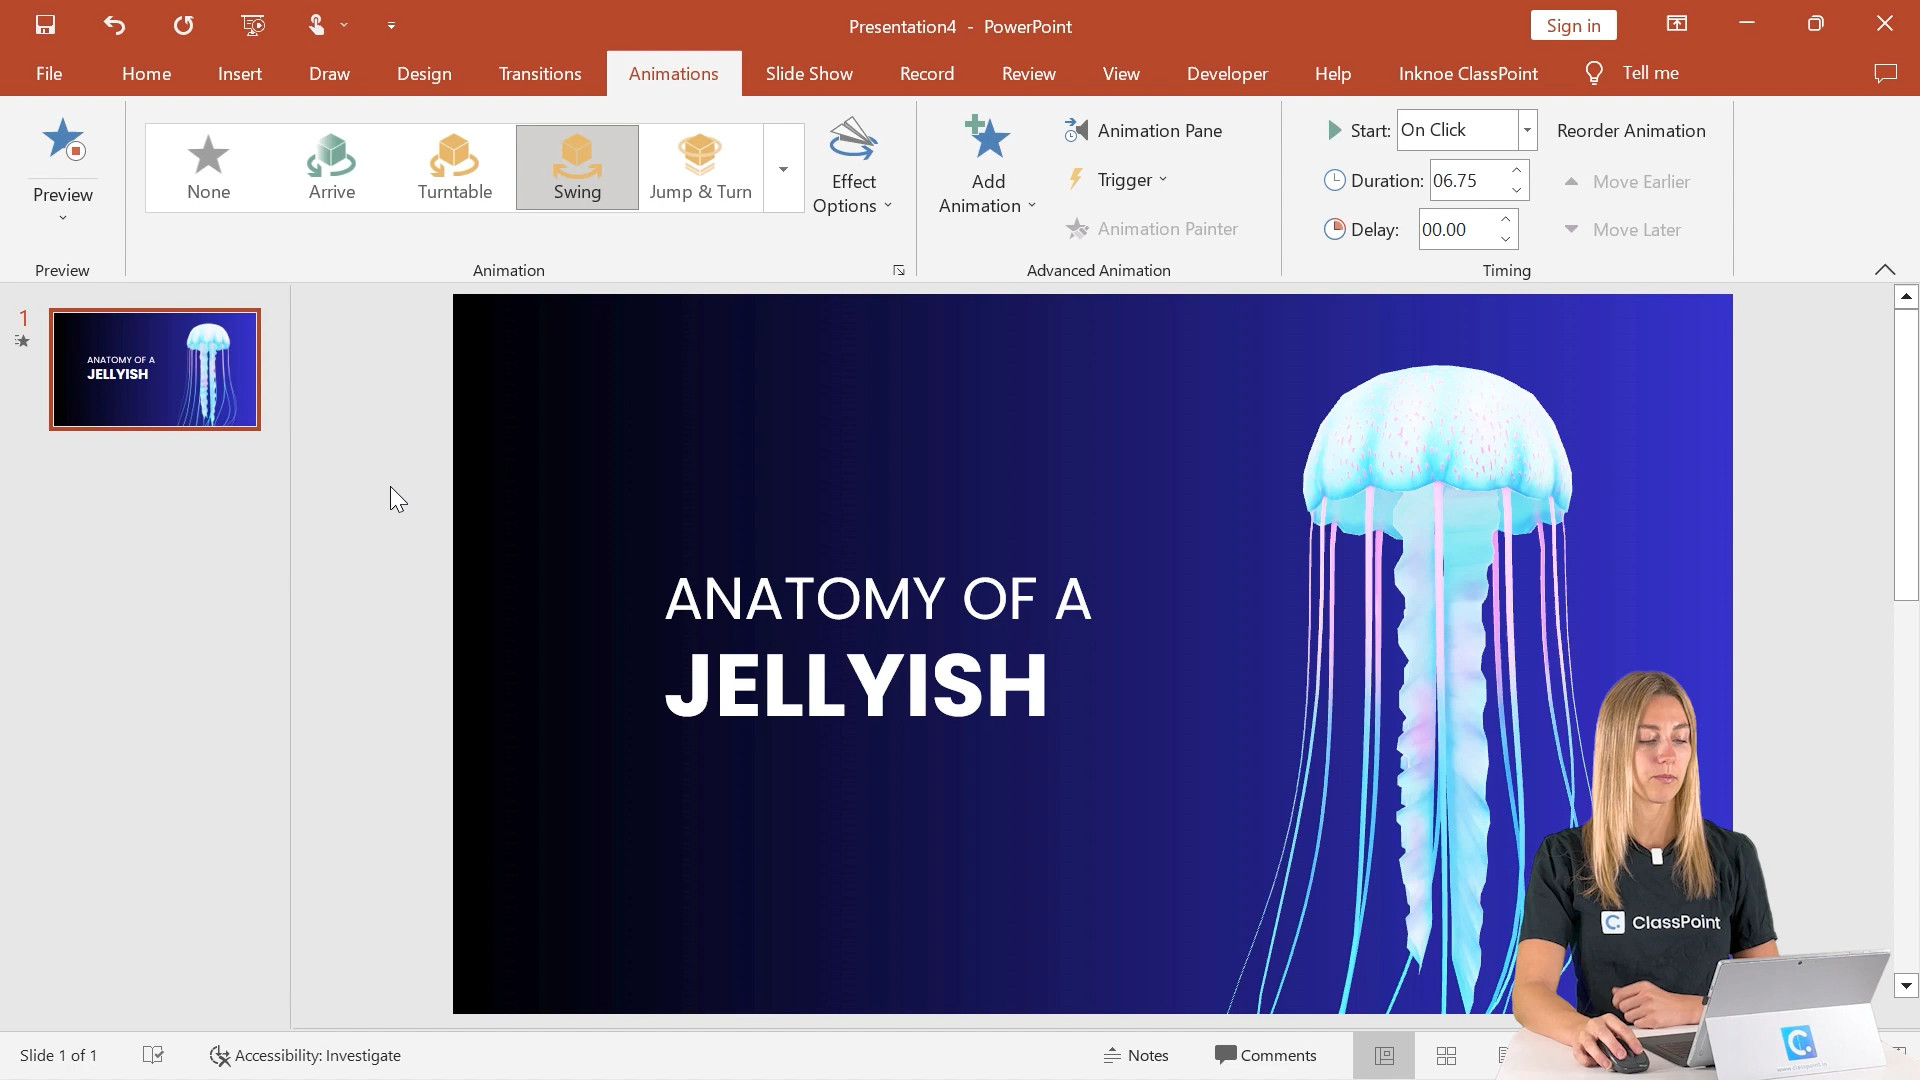 Presentation4 - PowerPoint
Sign in
File Home Insert Draw Design Transitions Animations Slide Show Record Review View Developer Help Inknoe ClassPoint Tell me
Preview
Preview
None Arrive Turntable Swing Jump & Turn
Animation
Effect
Options
Add
Animation
Animation Pane
Trigger
Animation Painter
Advanced Animation
Start: On Click
Duration: 06.75
Delay: 00.00
Reorder Animation
Move Earlier
Move Later
Timing
1
ANATOMY OF A
JELLYISH
ANATOMY OF A
JELLYISH
C. ClassPoint
C.
www.classpoint.io
Slide 1 of 1
Accessibility: Investigate
Notes
Comments